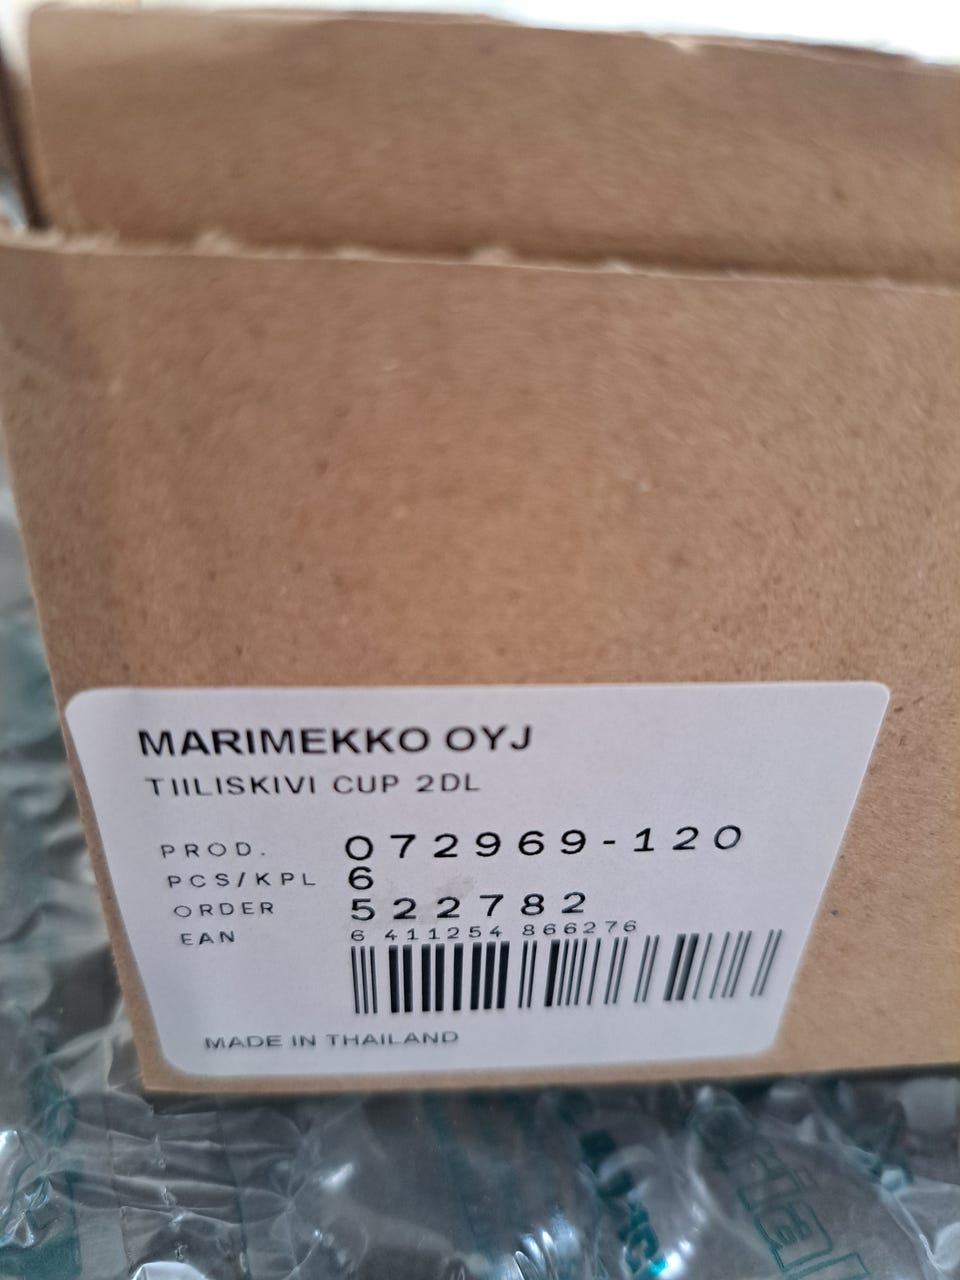 MARIMEKKO OYJ
TIILISKIVI CUP 2DL
PROD. 072969-120
PCS/KPL 6
ORDER 522782
EAN 6 411254 866276
MADE IN THAILAND